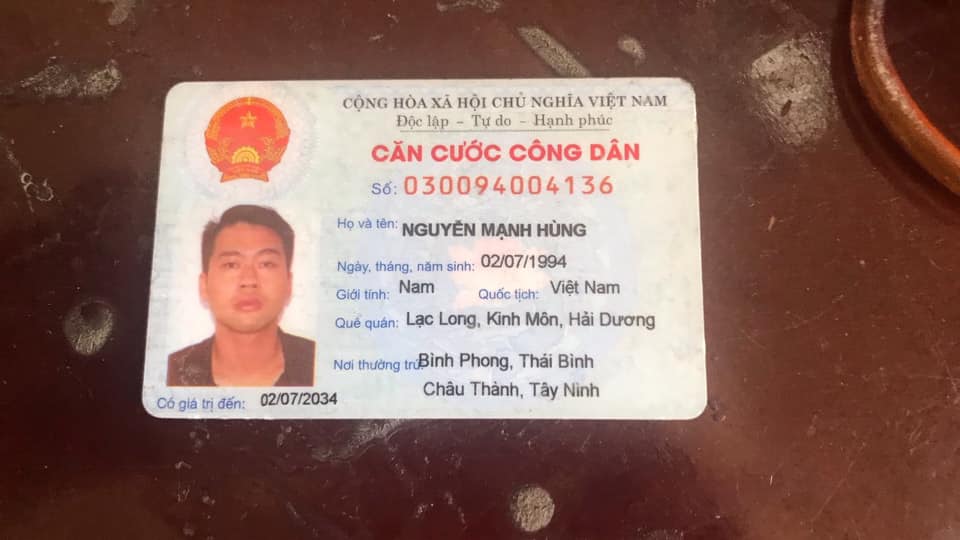 CỘNG HÒA XÃ HỘI CHỦ NGHĨA VIỆT NAM
Độc lập - Tự do - Hạnh phúc
CĂN CƯỚC CÔNG DÂN
Số: 030094004136
Họ và tên: NGUYỄN MẠNH HÙNG
Ngày, tháng, năm sinh: 02/07/1994
Giới tính: Nam Quốc tịch: Việt Nam
Quê quán: Lạc Long, Kinh Môn, Hải Dương
Nơi thường trú: Bình Phong, Thái Bình
Châu Thành, Tây Ninh
Có giá trị đến: 02/07/2034